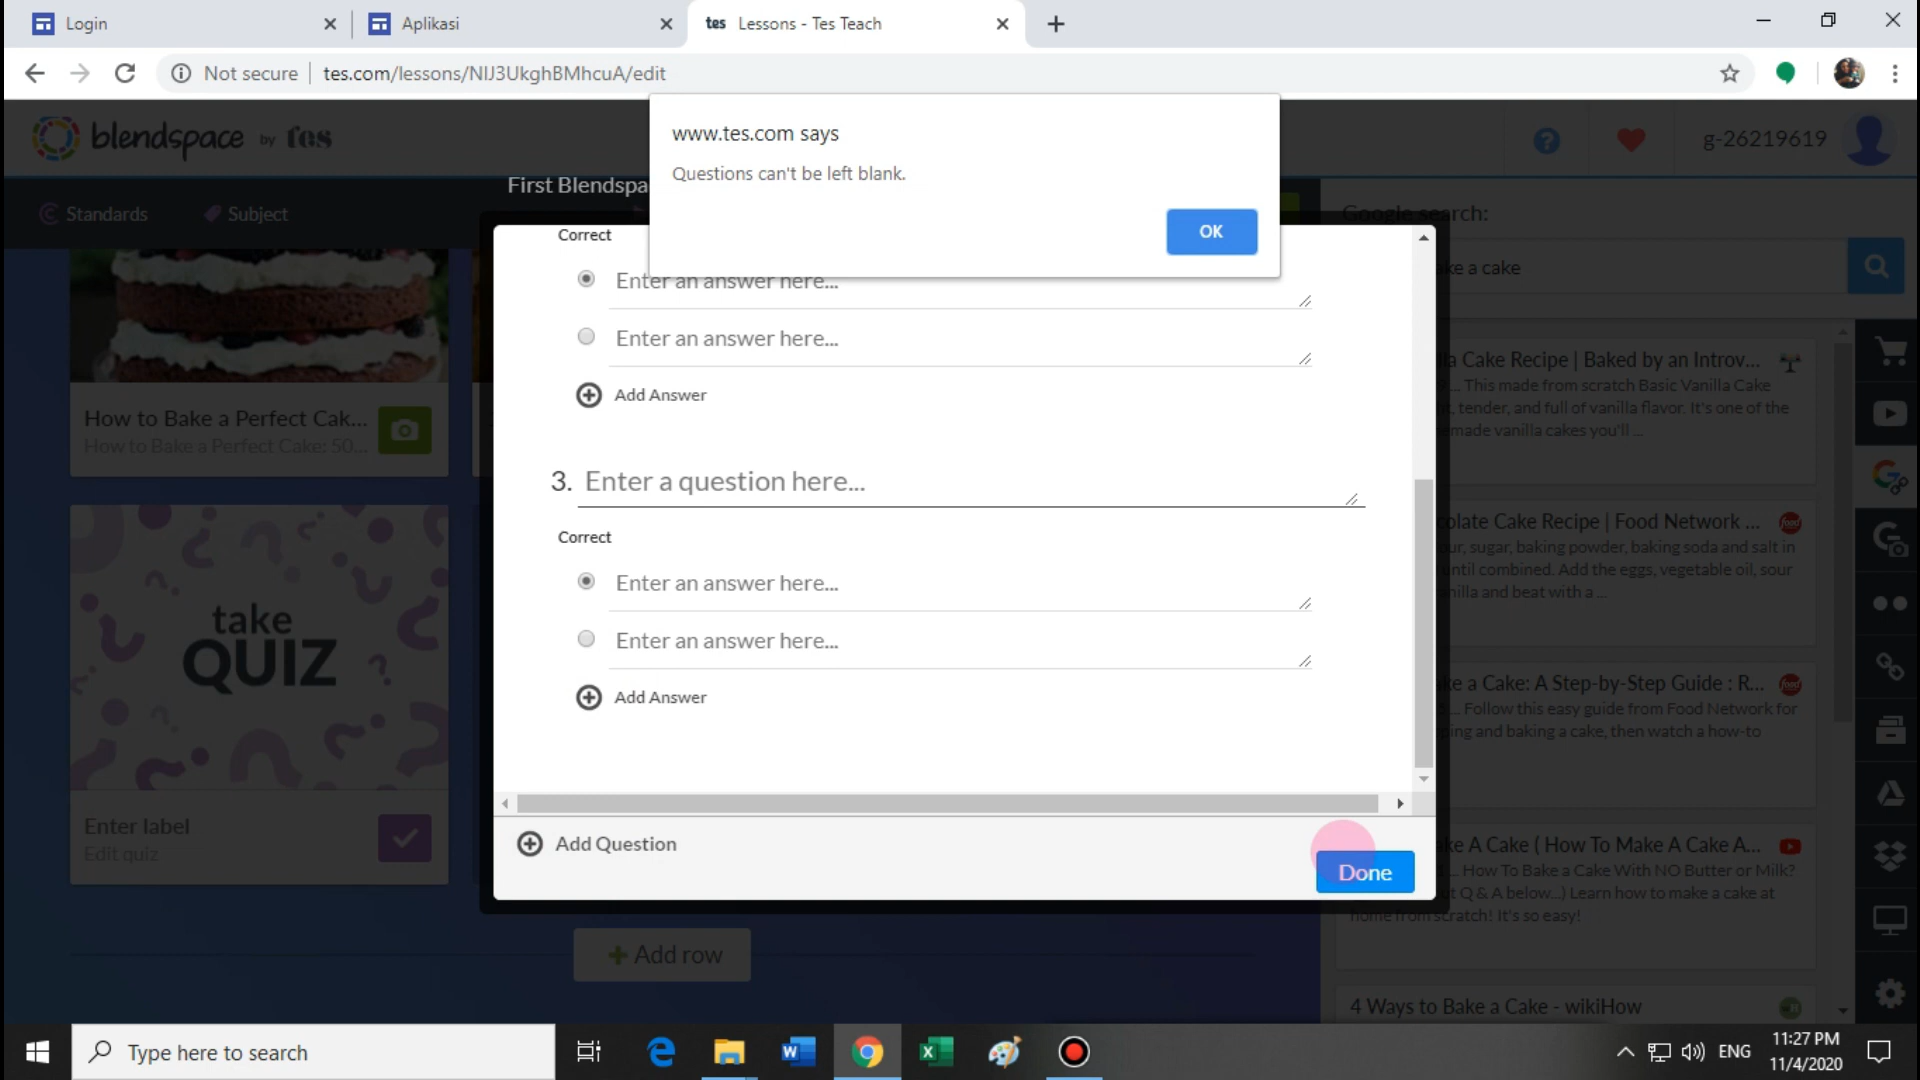 Login
Aplikasi
tes Lessons - Tes Teach
Not secure
tes.com/lessons/NIJ3UkghBMhcuA/edit
www.tes.com says
Questions can't be left blank.
OK
blendspace by tes
g-26219619
Standards
Subject
First Blendspa
Google search:
ke a cake
Correct
Enter an answer here...
Enter an answer here...
Add Answer
3. Enter a question here...
Correct
Enter an answer here...
Enter an answer here...
Add Answer
Add Question
Done
How to Bake a Perfect Cak...
How to Bake a Perfect Cake: 50...
take
QUIZ
Enter label
Edit quiz
Add row
la Cake Recipe | Baked by an Introv...
... This made from scratch Basic Vanilla Cake
t, tender, and full of vanilla flavor. It's one of the
emade vanilla cakes you'll ...
olate Cake Recipe | Food Network ...
food
ur, sugar, baking powder, baking soda and salt in
ntil combined. Add the eggs, vegetable oil, sour
nilla and beat with a ...
ke a Cake: A Step-by-Step Guide : R...
food
... Follow this easy guide from Food Network for
ing and baking a cake, then watch a how-to
ke A Cake ( How To Make A Cake A...
... How To Bake a Cake With NO Butter or Milk?
ut Q & A below...) Learn how to make a cake at
home from scratch! It's so easy!
4 Ways to Bake a Cake - wikiHow
Type here to search
ENG
11:27 PM
11/4/2020